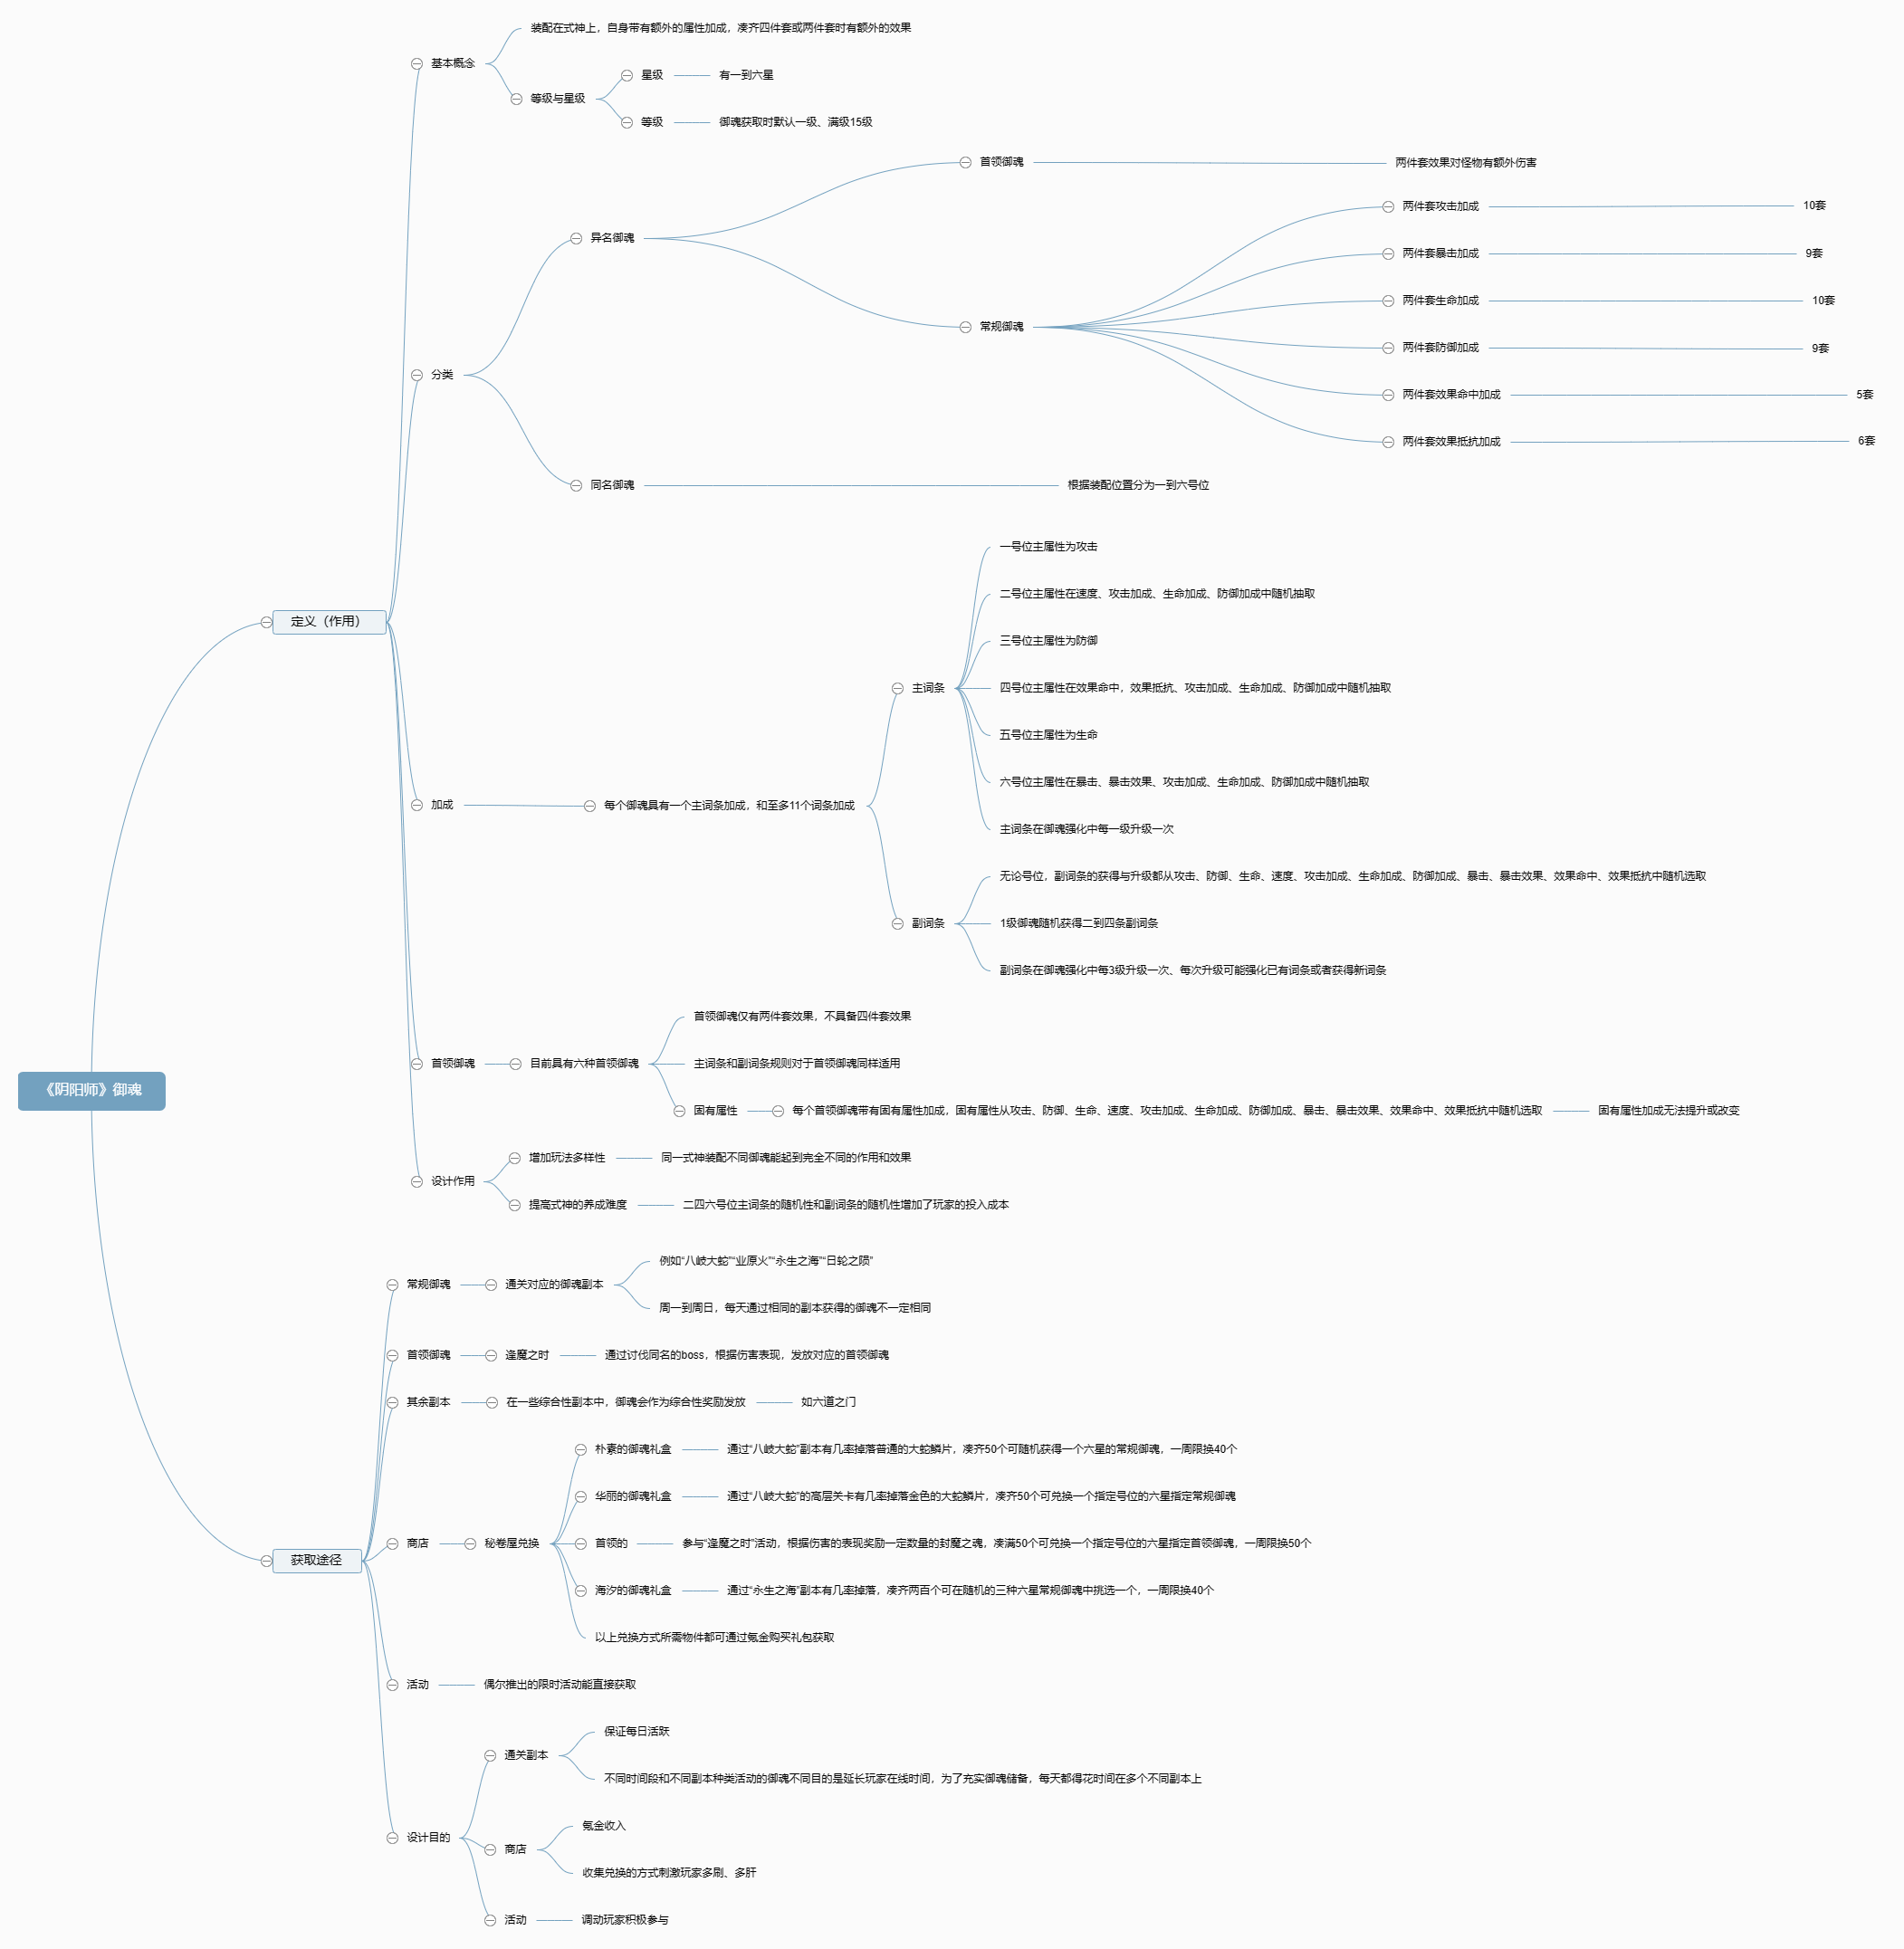 《阴阳师》御魂
定义（作用）
基本概念
装配在式神上，自身带有额外的属性加成，凑齐四件套或两件套时有额外的效果
等级与星级
星级
有一到六星
等级
御魂获取时默认一级、满级15级
分类
异名御魂
首领御魂
两件套效果对怪物有额外伤害
常规御魂
两件套攻击加成
10套
两件套暴击加成
9套
两件套生命加成
10套
两件套防御加成
9套
两件套效果命中加成
5套
两件套效果抵抗加成
6套
同名御魂
根据装配位置分为一到六号位
加成
每个御魂具有一个主词条加成，和至多11个词条加成
主词条
一号位主属性为攻击
二号位主属性在速度、攻击加成、生命加成、防御加成中随机抽取
三号位主属性为防御
四号位主属性在效果命中，效果抵抗、攻击加成、生命加成、防御加成中随机抽取
五号位主属性为生命
六号位主属性在暴击、暴击效果、攻击加成、生命加成、防御加成中随机抽取
主词条在御魂强化中每一级升级一次
副词条
无论号位，副词条的获得与升级都从攻击、防御、生命、速度、攻击加成、生命加成、防御加成、暴击、暴击效果、效果命中、效果抵抗中随机选取
1级御魂随机获得二到四条副词条
副词条在御魂强化中每3级升级一次、每次升级可能强化已有词条或者获得新词条
首领御魂
目前具有六种首领御魂
首领御魂仅有两件套效果，不具备四件套效果
主词条和副词条规则对于首领御魂同样适用
固有属性
每个首领御魂带有固有属性加成，固有属性从攻击、防御、生命、速度、攻击加成、生命加成、防御加成、暴击、暴击效果、效果命中、效果抵抗中随机选取
固有属性加成无法提升或改变
设计作用
增加玩法多样性
同一式神装配不同御魂能起到完全不同的作用和效果
提高式神的养成难度
二四六号位主词条的随机性和副词条的随机性增加了玩家的投入成本
获取途径
常规御魂
通关对应的御魂副本
例如“八岐大蛇”“业原火”“永生之海”“日轮之陨”
周一到周日，每天通过相同的副本获得的御魂不一定相同
首领御魂
逢魔之时
通过讨伐同名的boss，根据伤害表现，发放对应的首领御魂
其余副本
在一些综合性副本中，御魂会作为综合性奖励发放
如六道之门
商店
秘卷屋兑换
朴素的御魂礼盒
通过“八岐大蛇”副本有几率掉落普通的大蛇鳞片，凑齐50个可随机获得一个六星的常规御魂，一周限换40个
华丽的御魂礼盒
通过“八岐大蛇”的高层关卡有几率掉落金色的大蛇鳞片，凑齐50个可兑换一个指定号位的六星指定常规御魂
首领的
参与“逢魔之时”活动，根据伤害的表现奖励一定数量的封魔之魂，凑满50个可兑换一个指定号位的六星指定首领御魂，一周限换50个
海汐的御魂礼盒
通过“永生之海”副本有几率掉落，凑齐两百个可在随机的三种六星常规御魂中挑选一个，一周限换40个
以上兑换方式所需物件都可通过氪金购买礼包获取
活动
偶尔推出的限时活动能直接获取
设计目的
通关副本
保证每日活跃
不同时间段和不同副本种类活动的御魂不同目的是延长玩家在线时间，为了充实御魂储备，每天都得花时间在多个不同副本上
商店
氪金收入
收集兑换的方式刺激玩家多刷、多肝
活动
调动玩家积极参与